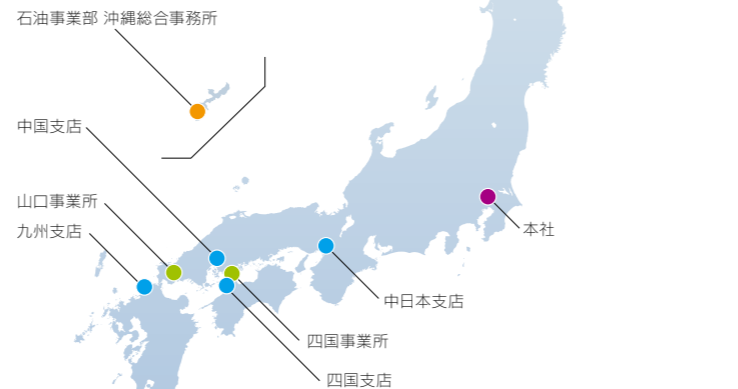 石油事業部 沖縄総合事務所
中国支店
山口事業所
九州支店
本社
中日本支店
四国事業所
四国支店